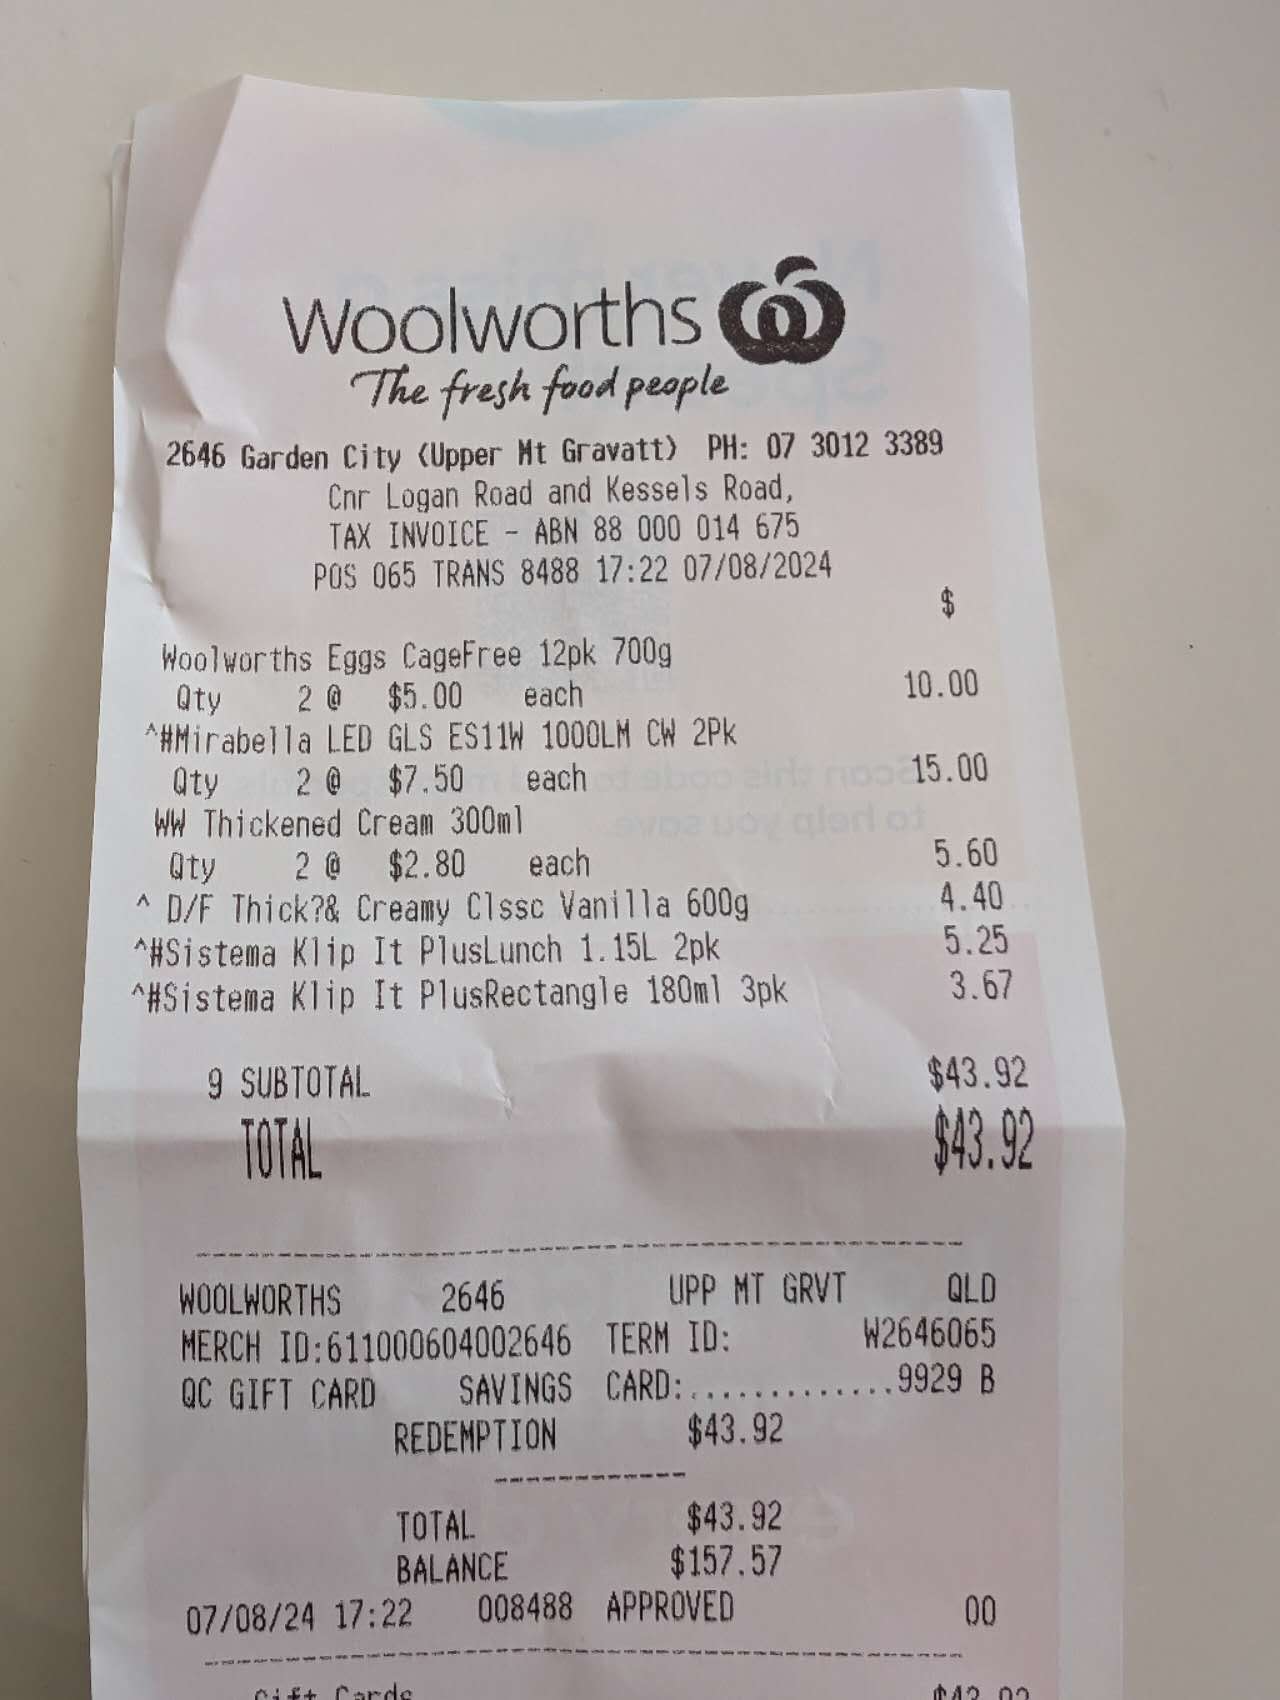 Woolworths
The fresh food people
2646 Garden City (Upper Mt Gravatt) PH: 07 3012 3389
Cnr Logan Road and Kessels Road,
TAX INVOICE - ABN 88 000 014 675
POS 065 TRANS 8488 17:22 07/08/2024
$
Woolworths Eggs CageFree 12pk 700g
Qty 2 @ $5.00 each 10.00
^#Mirabella LED GLS ES11W 1000LM CW 2Pk
Qty 2 @ $7.50 each 15.00
WW Thickened Cream 300ml
Qty 2 @ $2.80 each 5.60
^ D/F Thick?& Creamy Clssc Vanilla 600g 4.40
^#Sistema Klip It PlusLunch 1.15L 2pk 5.25
^#Sistema Klip It PlusRectangle 180ml 3pk 3.67
9 SUBTOTAL $43.92
TOTAL $43.92
WOOLWORTHS 2646 UPP MT GRVT QLD
MERCH ID:611000604002646 TERM ID: W2646065
QC GIFT CARD SAVINGS CARD:.............9929 B
REDEMPTION $43.92
TOTAL $43.92
BALANCE $157.57
07/08/24 17:22 008488 APPROVED 00
Gift Cards $43.92